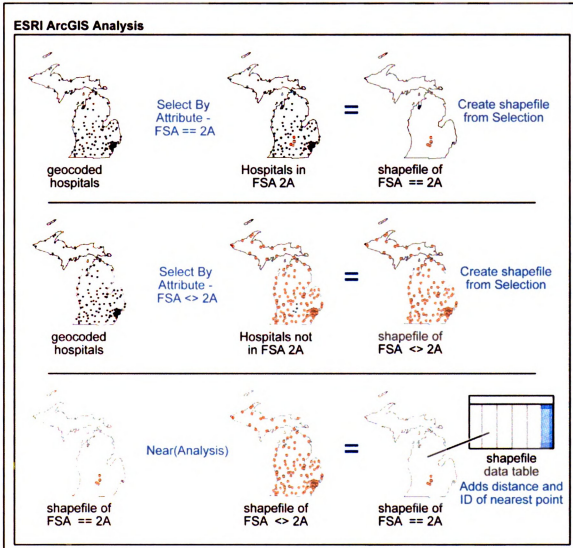 ESRI ArcGIS Analysis
geocoded
hospitals
Select By
Attribute -
FSA == 2A
Hospitals in
FSA 2A
=
shapefile of
FSA == 2A
Create shapefile
from Selection
geocoded
hospitals
Select By
Attribute -
FSA <> 2A
Hospitals not
in FSA 2A
=
shapefile of
FSA <> 2A
Create shapefile
from Selection
shapefile of
FSA == 2A
Near(Analysis)
shapefile of
FSA <> 2A
=
shapefile of
FSA == 2A
shapefile
data table
Adds distance and
ID of nearest point